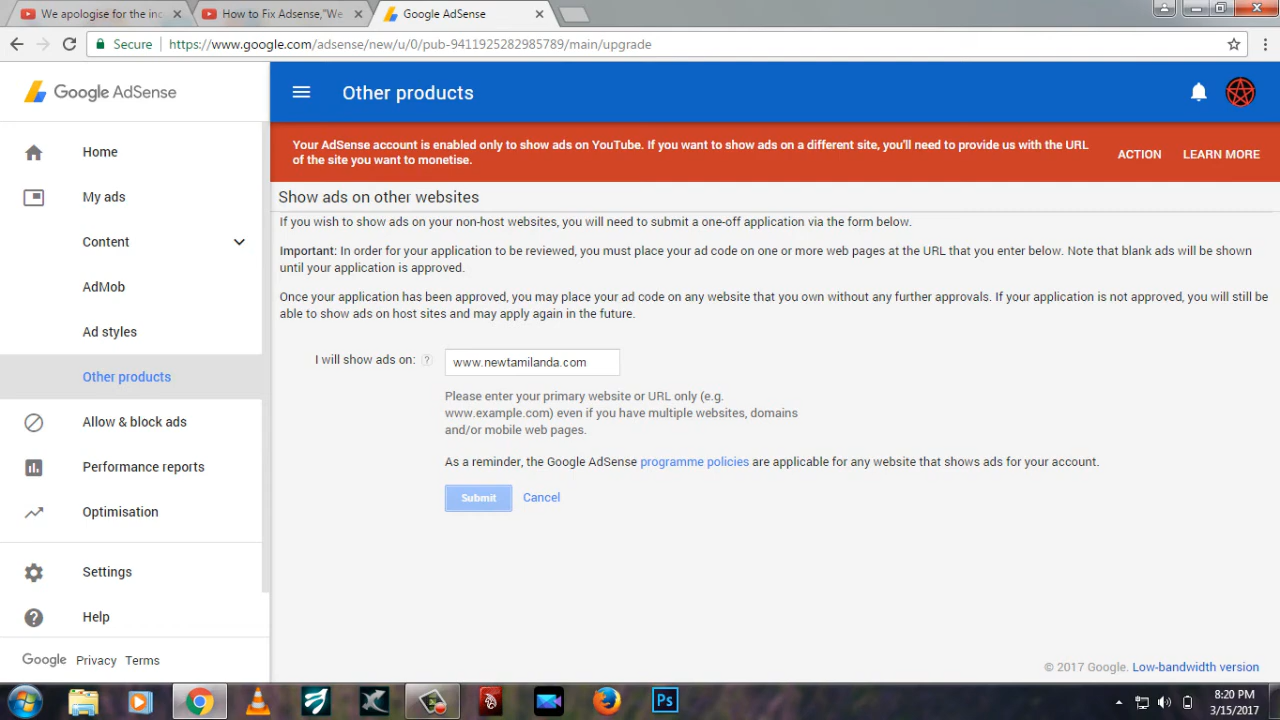 We apologise for the inc
How to Fix Adsense,"We
Google AdSense
Secure
https://www.google.com/adsense/new/u/0/pub-9411925282985789/main/upgrade
Google AdSense
Other products
Your AdSense account is enabled only to show ads on YouTube. If you want to show ads on a different site, you'll need to provide us with the URL
of the site you want to monetise.
ACTION
LEARN MORE
Home
My ads
Content
AdMob
Ad styles
Other products
Allow & block ads
Performance reports
Optimisation
Settings
Help
Google Privacy Terms
Show ads on other websites
If you wish to show ads on your non-host websites, you will need to submit a one-off application via the form below.
Important: In order for your application to be reviewed, you must place your ad code on one or more web pages at the URL that you enter below. Note that blank ads will be shown
until your application is approved.
Once your application has been approved, you may place your ad code on any website that you own without any further approvals. If your application is not approved, you will still be
able to show ads on host sites and may apply again in the future.
I will show ads on: ?
www.newtamilanda.com
Please enter your primary website or URL only (e.g.
www.example.com) even if you have multiple websites, domains
and/or mobile web pages.
As a reminder, the Google AdSense programme policies are applicable for any website that shows ads for your account.
Submit
Cancel
© 2017 Google. Low-bandwidth version
Ps
8:20 PM
3/15/2017